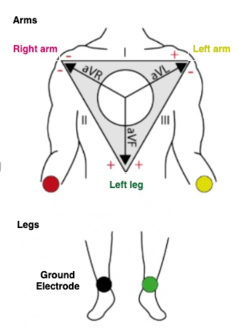 Arms
Right arm
Left arm
I
- +
- -
aVR
aVL
aVF
II
III
+ +
Left leg
Legs
Ground
Electrode